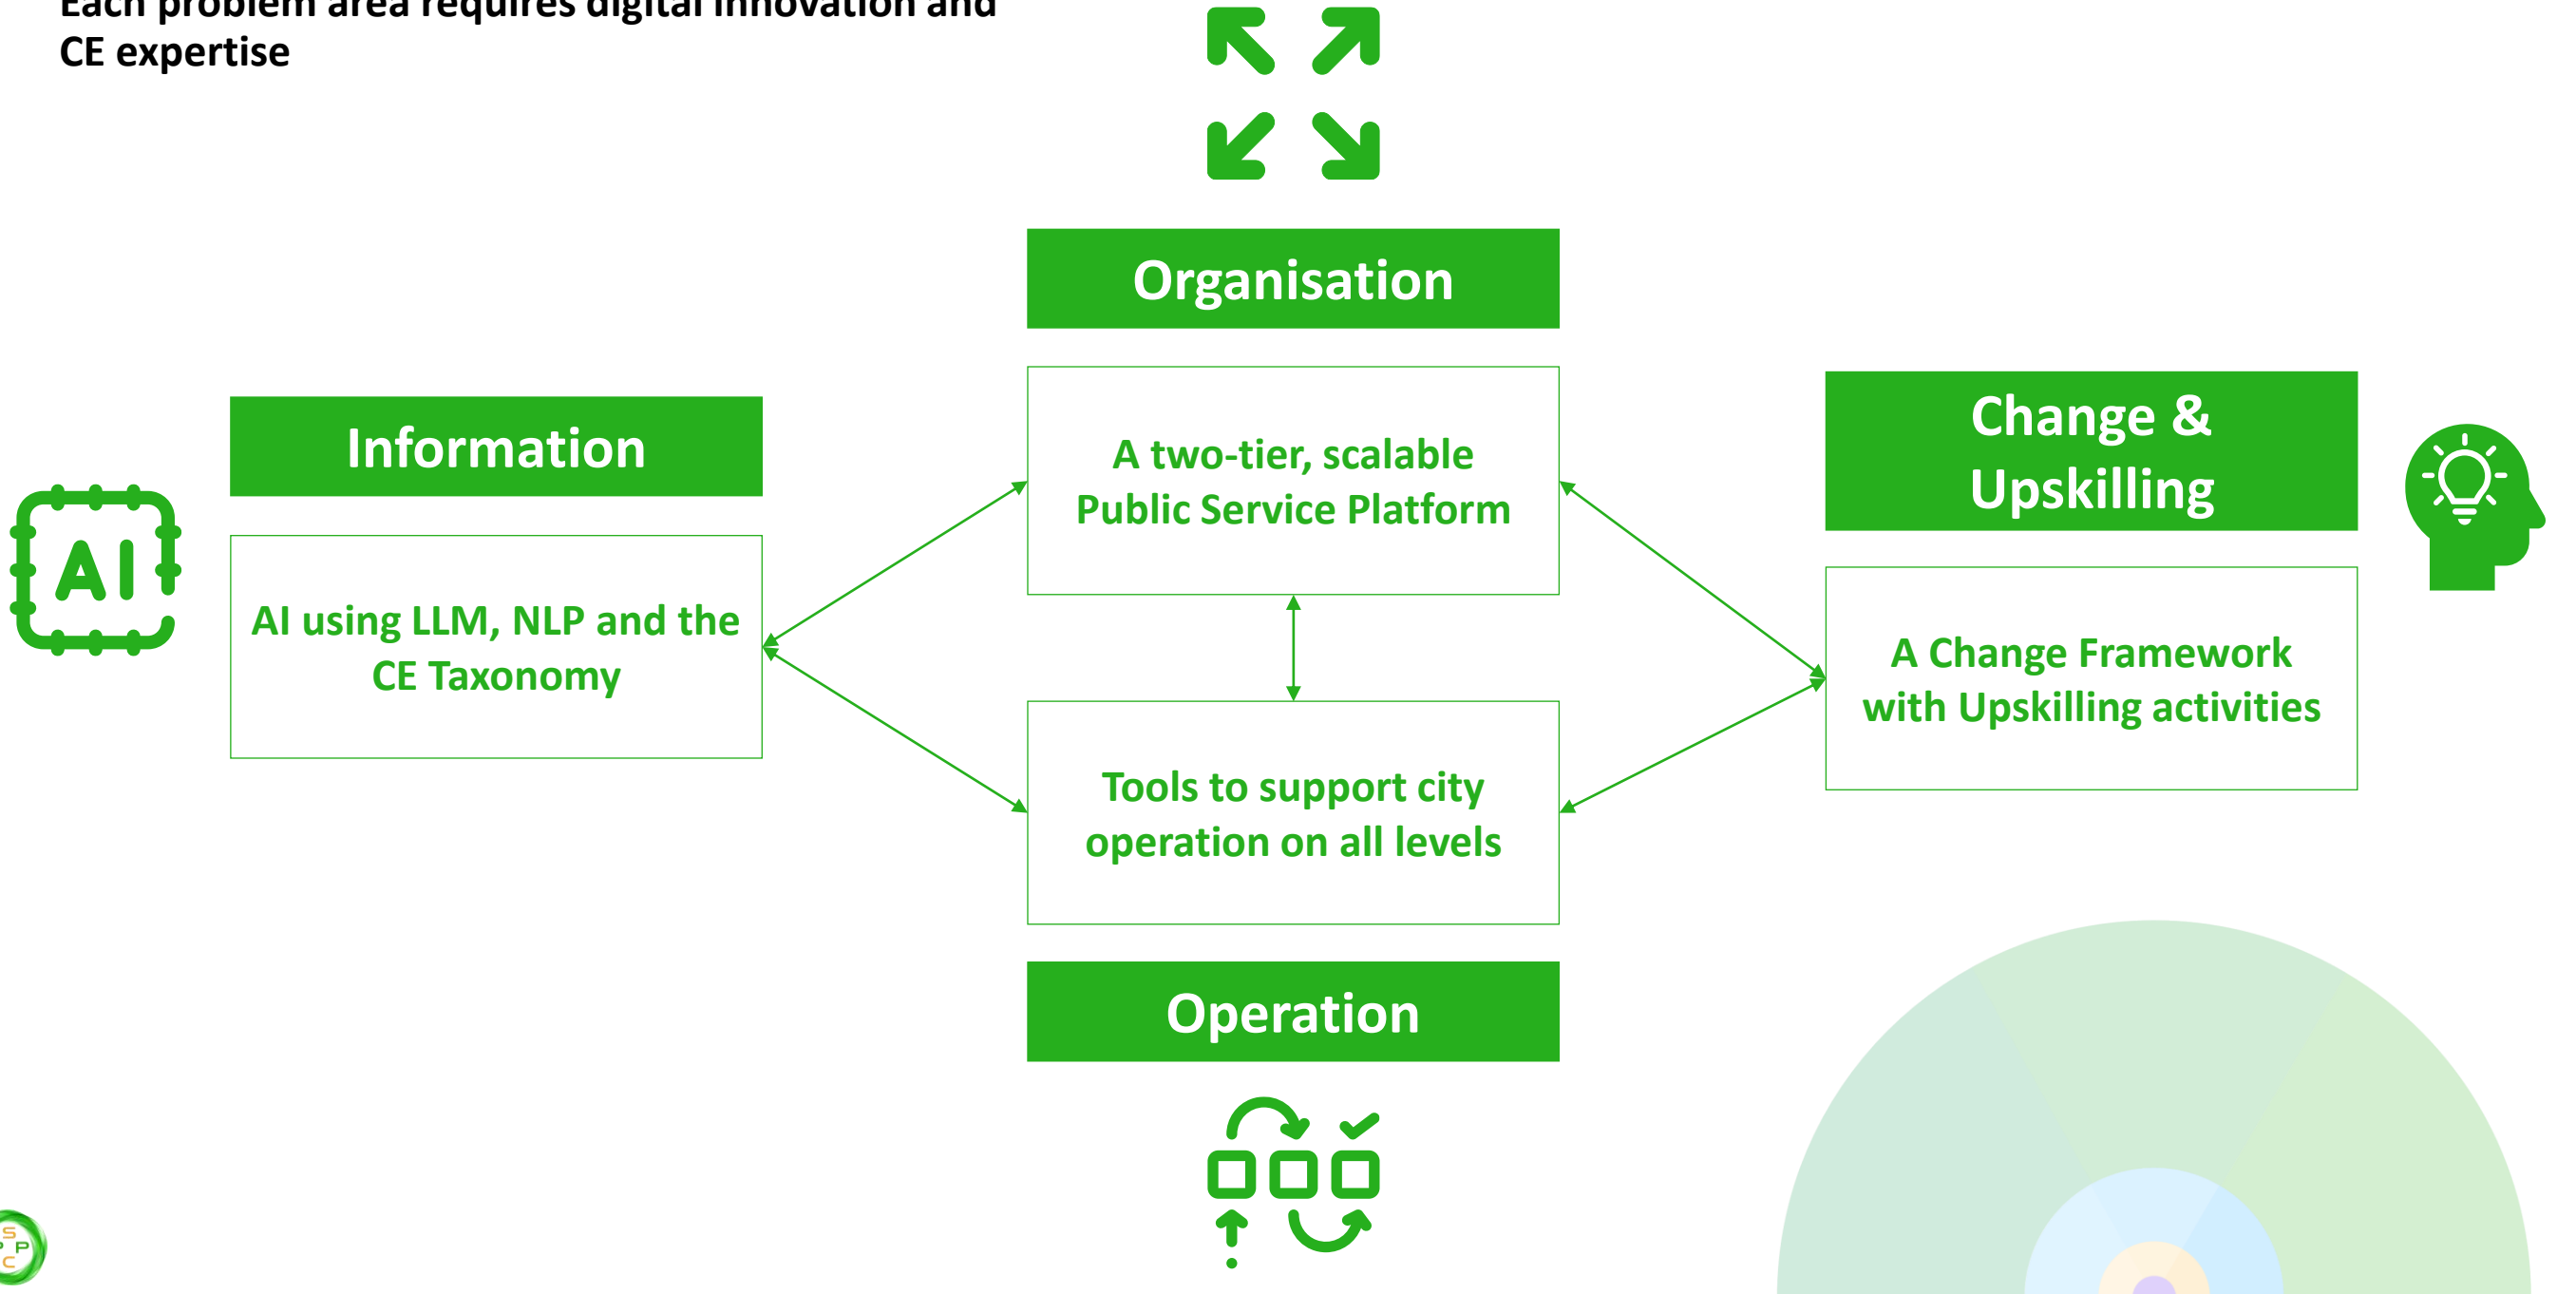 Each problem area requires digital innovation and
CE expertise
Organisation
A two-tier, scalable
Public Service Platform
Information
AI
AI using LLM, NLP and the
CE Taxonomy
Change &
Upskilling
A Change Framework
with Upskilling activities
Tools to support city
operation on all levels
Operation
S
P
C